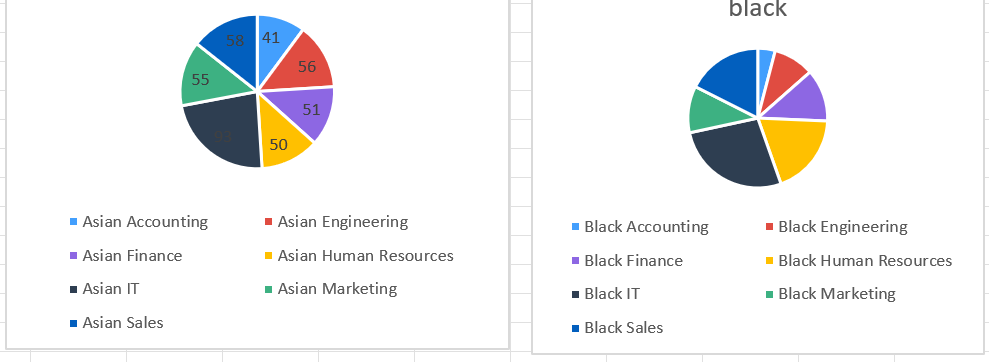 black
58 41
56
55
51
93
50
Asian Accounting Asian Engineering
Asian Finance Asian Human Resources
Asian IT Asian Marketing
Asian Sales
Black Accounting Black Engineering
Black Finance Black Human Resources
Black IT Black Marketing
Black Sales